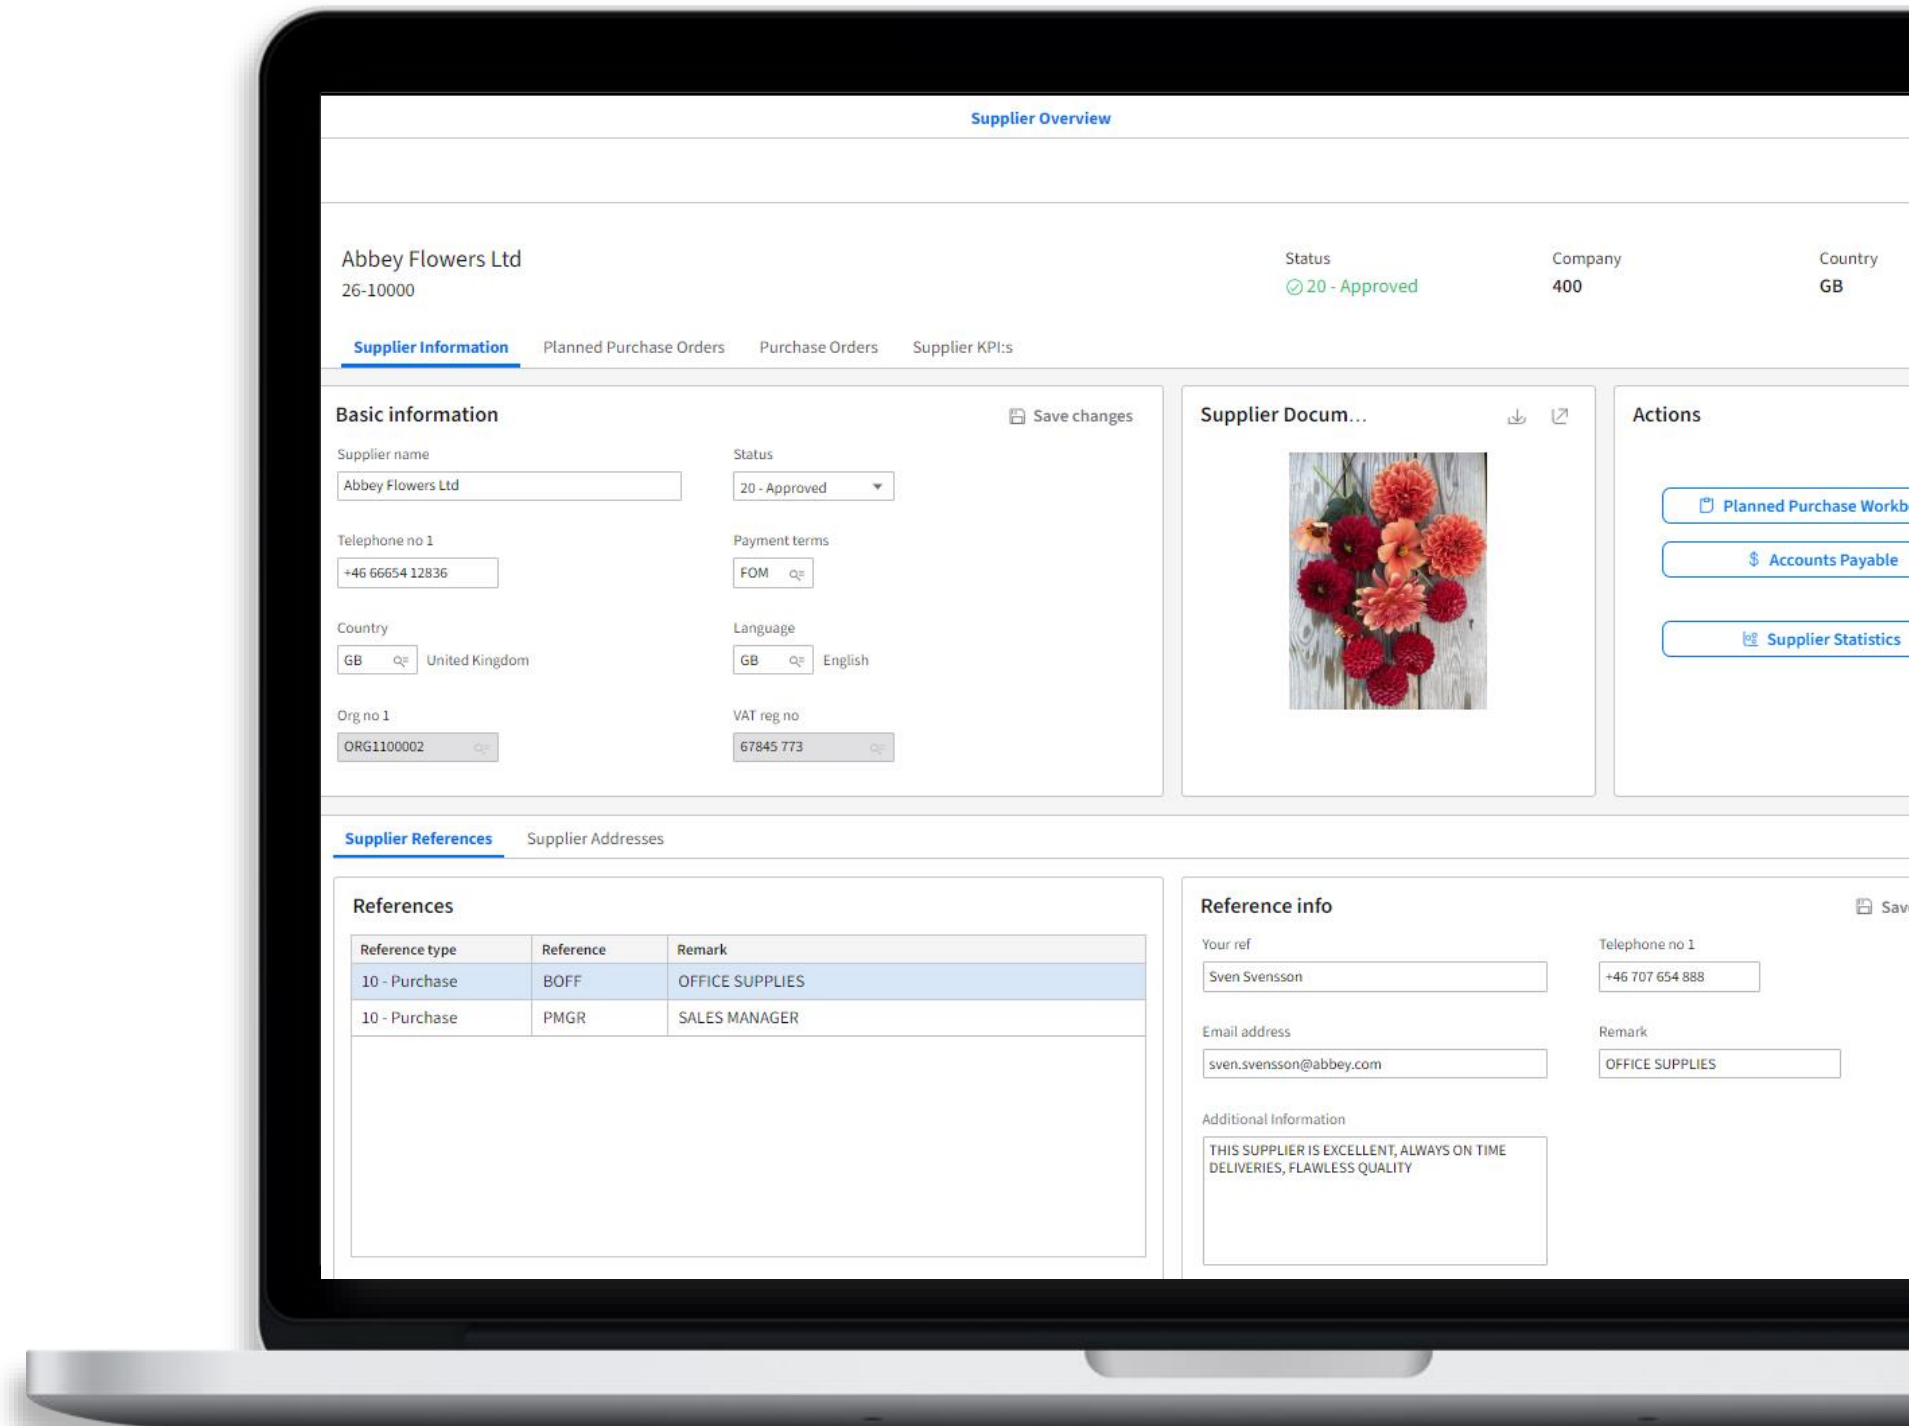 Supplier Overview
Abbey Flowers Ltd
26-10000
Status
20 - Approved
Company
400
Country
GB
Supplier Information
Planned Purchase Orders
Purchase Orders
Supplier KPI:s
Basic information
Save changes
Supplier name
Abbey Flowers Ltd
Status
20 - Approved
Telephone no 1
+46 66654 12836
Payment terms
FOM
Country
GB
United Kingdom
Language
GB
English
Org no 1
ORG1100002
VAT reg no
67845 773
Supplier Docum...
Actions
Planned Purchase Workb
$ Accounts Payable
Supplier Statistics
Supplier References
Supplier Addresses
References
Reference type Reference Remark
10 - Purchase BOFF OFFICE SUPPLIES
10 - Purchase PMGR SALES MANAGER
Reference info
Sav
Your ref
Sven Svensson
Telephone no 1
+46 707 654 888
Email address
sven.svensson@abbey.com
Remark
OFFICE SUPPLIES
Additional Information
THIS SUPPLIER IS EXCELLENT, ALWAYS ON TIME
DELIVERIES, FLAWLESS QUALITY